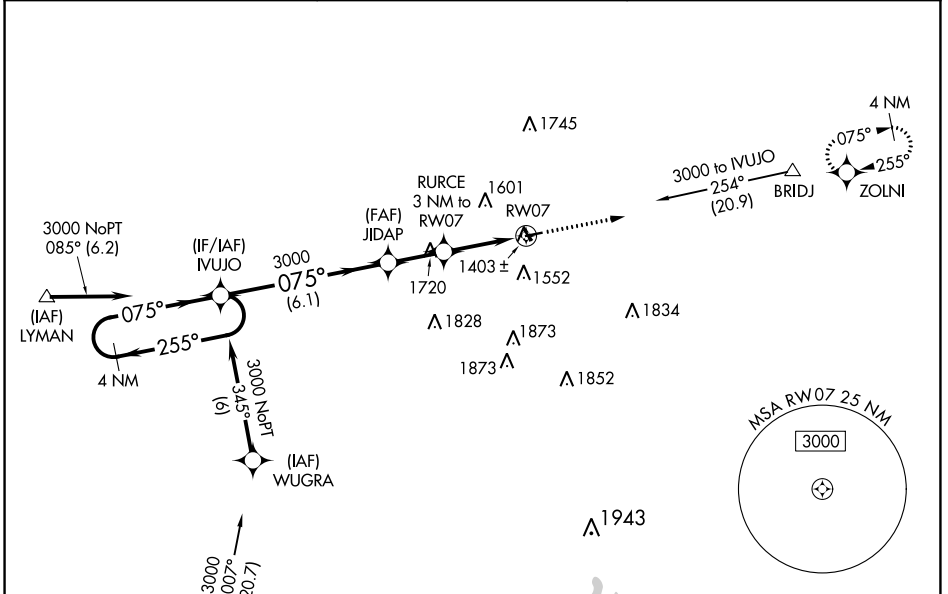 1745
4 NM
075°
255°
ZOLNI
3000 to IVUJO
254°
(20.9)
BRIDJ
RURCE
3 NM to
RW07
1601
RW07
(FAF)
JIDAP
3000 NoPT
085° (6.2)
(IF/IAF)
IVUJO
3000
075°
(6.1)
1403 ±
1720
1552
(IAF)
LYMAN
075°
255°
4 NM
1828
1873
1873
1834
1852
3000 NoPT
345°
(6)
(IAF)
WUGRA
MSA RW07 25 NM
3000
1943
3000
007°
20.7)